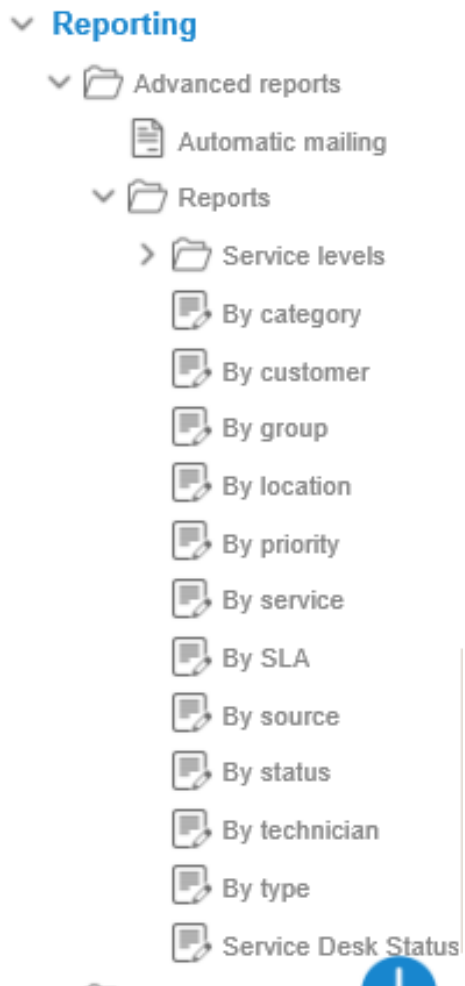 Reporting
Advanced reports
Automatic mailing
Reports
Service levels
By category
By customer
By group
By location
By priority
By service
By SLA
By source
By status
By technician
By type
Service Desk Status